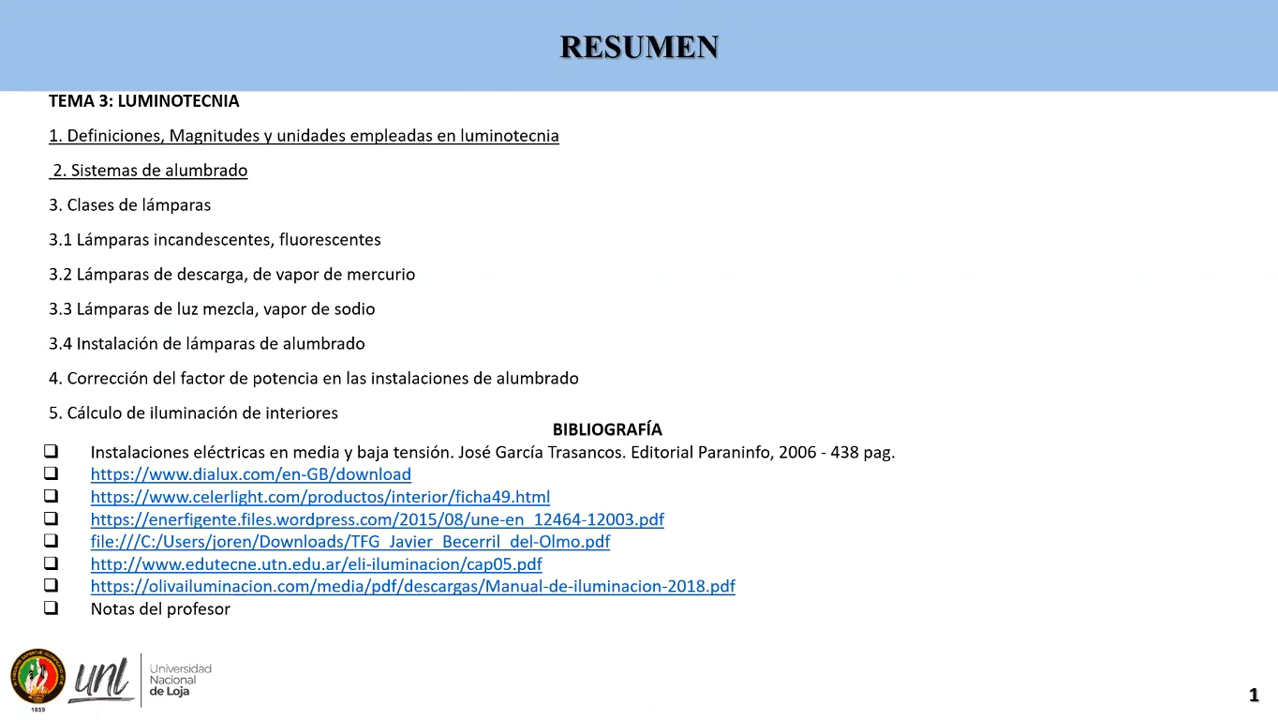 RESUMEN
TEMA 3: LUMINOTECNIA
1. Definiciones, Magnitudes y unidades empleadas en luminotecnia
2. Sistemas de alumbrado
3. Clases de lámparas
3.1 Lámparas incandescentes, fluorescentes
3.2 Lámparas de descarga, de vapor de mercurio
3.3 Lámparas de luz mezcla, vapor de sodio
3.4 Instalación de lámparas de alumbrado
4. Corrección del factor de potencia en las instalaciones de alumbrado
5. Cálculo de iluminación de interiores
BIBLIOGRAFÍA
Instalaciones eléctricas en media y baja tensión. José García Trasancos. Editorial Paraninfo, 2006 - 438 pag.
https://www.dialux.com/en-GB/download
https://www.celerlight.com/productos/interior/ficha49.html
https://enerfigente.files.wordpress.com/2015/08/une-en_12464-12003.pdf
file:///C:/Users/joren/Downloads/TFG_Javier_Becerril_del-Olmo.pdf
http://www.edutecne.utn.edu.ar/eli-iluminacion/cap05.pdf
https://olivailuminacion.com/media/pdf/descargas/Manual-de-iluminacion-2018.pdf
Notas del profesor
unl
Universidad
Nacional
de Loja
1859
1